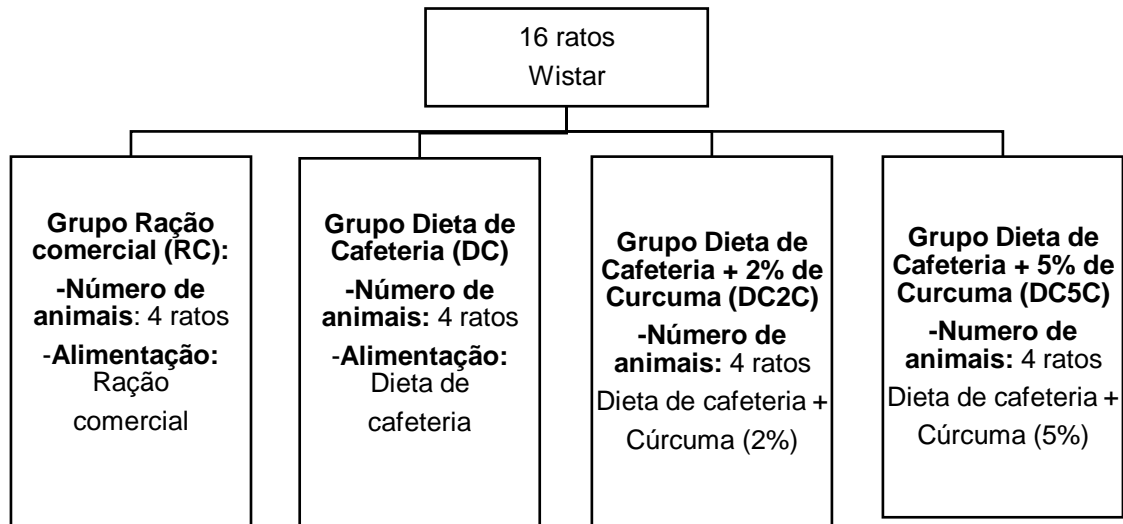 16 ratos
Wistar
Grupo Ração
comercial (RC):
-Número de
animais: 4 ratos
-Alimentação:
Ração
comercial
Grupo Dieta de
Cafeteria (DC)
-Número de
animais: 4 ratos
-Alimentação:
Dieta de
cafeteria
Grupo Dieta de
Cafeteria + 2% de
Curcuma (DC2C)
-Número de
animais: 4 ratos
Dieta de cafeteria +
Cúrcuma (2%)
Grupo Dieta de
Cafeteria + 5% de
Curcuma (DC5C)
-Numero de
animais: 4 ratos
Dieta de cafeteria +
Cúrcuma (5%)